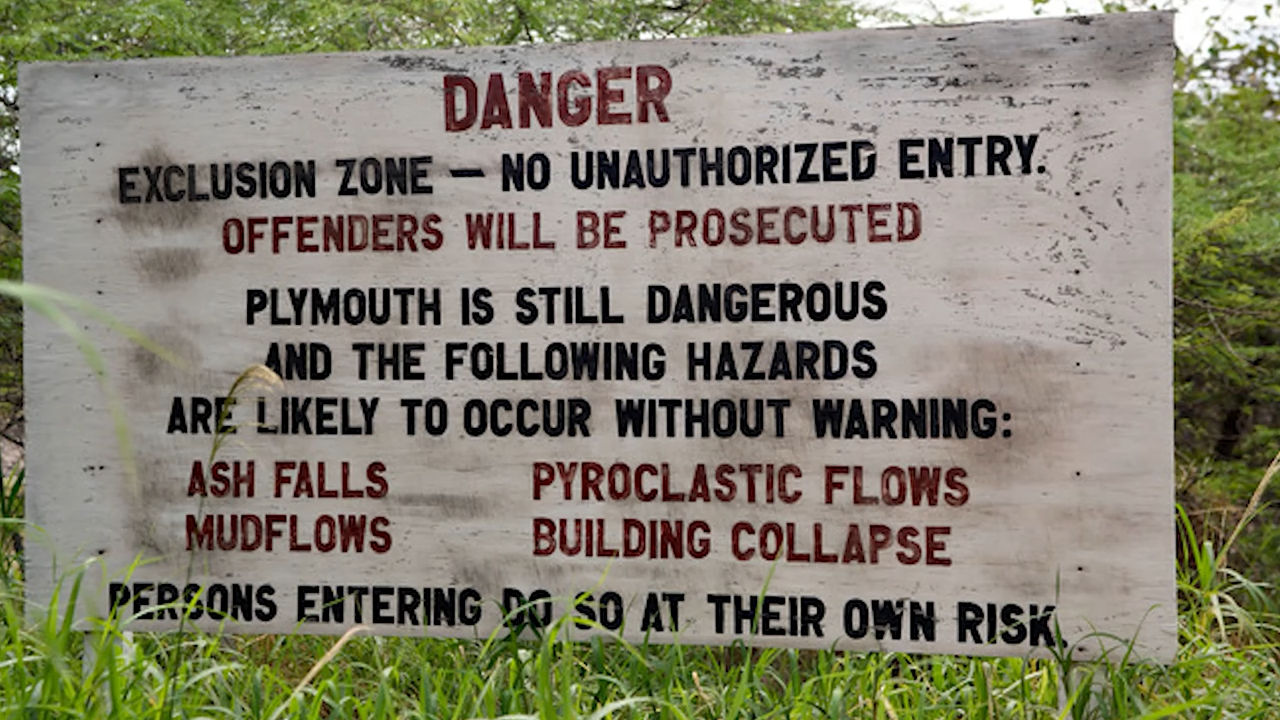 DANGER
EXCLUSION ZONE — NO UNAUTHORIZED ENTRY.
OFFENDERS WILL BE PROSECUTED
PLYMOUTH IS STILL DANGEROUS
AND THE FOLLOWING HAZARDS
ARE LIKELY TO OCCUR WITHOUT WARNING:
ASH FALLS PYROCLASTIC FLOWS
MUDFLOWS BUILDING COLLAPSE
PERSONS ENTERING DO SO AT THEIR OWN RISK.